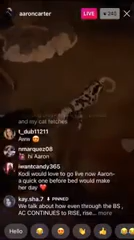 aaroncarter
LIVE
242
and my cat fetches
t_dub11211
Aww 😍
nmarquez08
hi Aaron
iwantcandy365
Kodi would love to go live now Aaron-
a quick one before bed would make
her day ❤️
kay.sha.7 PINNED
We talk about how even through the BS ,
AC CONTINUES to RISE, rise... more
Hello